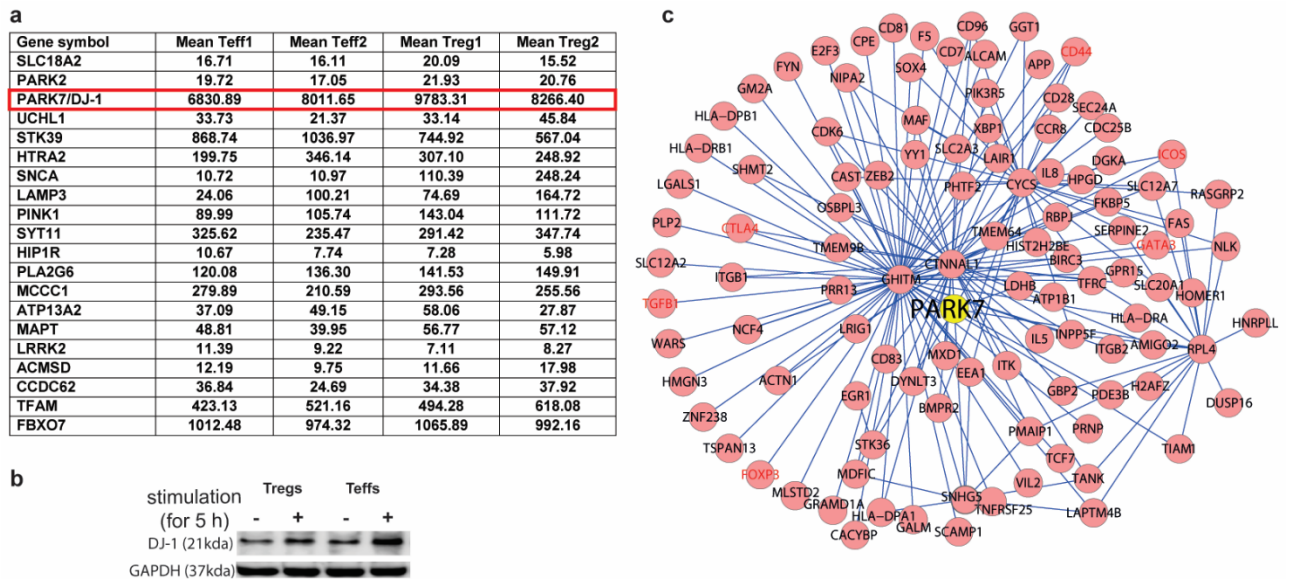 a
Gene symbol Mean Teff1 Mean Teff2 Mean Treg1 Mean Treg2
SLC18A2 16.71 16.11 20.09 15.52
PARK2 19.72 17.05 21.93 20.76
PARK7/DJ-1 6830.89 8011.65 9783.31 8266.40
UCHL1 33.73 21.37 33.14 45.84
STK39 868.74 1036.97 744.92 567.04
HTRA2 199.75 346.14 307.10 248.92
SNCA 10.72 10.97 110.39 248.24
LAMP3 24.06 100.21 74.69 164.72
PINK1 89.99 105.74 143.04 111.72
SYT11 325.62 235.47 291.42 347.74
HIP1R 10.67 7.74 7.28 5.98
PLA2G6 120.08 136.30 141.53 149.91
MCCC1 279.89 210.59 293.56 255.56
ATP13A2 37.09 49.15 58.06 27.87
MAPT 48.81 39.95 56.77 57.12
LRRK2 11.39 9.22 7.11 8.27
ACMSD 12.19 9.75 11.66 17.98
CCDC62 36.84 24.69 34.38 37.92
TFAM 423.13 521.16 494.28 618.08
FBXO7 1012.48 974.32 1065.89 992.16
b
stimulation
(for 5 h)
Tregs Teffs
- + - +
DJ-1 (21kda)
GAPDH (37kda)
c
CD81
CD96
GGT1
F5
CPE
E2F3
CD7
ALCAM
CD44
FYN
NIPA2
SOX4
APP
GM2A
PIK3R5
CD28
SEC24A
HLA-DPB1
CDK6
MAF
XBP1
CCR8
CDC25B
HLA-DRB1
SHMT2
YY1
SLC2A3
LAIR1
IL8
DGKA
ICOS
LGALS1
CAST
ZEB2
PHTF2
CYCS
HPGD
SLC12A7
RASGRP2
OSBPL3
FKBP5
PLP2
CTLA4
TMEM64
RBPJ
SERPINE2
FAS
TMEM9B
HIST2H2BE
GATA3
NLK
SLC12A2
ITGB1
CTNNAL1
BIRC3
GPR15
GHITM
LDHB
TFRC
SLC20A1
TGFB1
PRR13
PARK7
ATP1B1
HOMER1
NCF4
LRIG1
HLA-DRA
HNRPLL
WARS
CD83
MXD1
IL5
INPP5F
ITGB2
AMIGO2
RPL4
HMGN3
ACTN1
DYNLT3
EEA1
ITK
GBP2
PDE3B
H2AFZ
ZNF238
EGR1
BMPR2
DUSP16
TSPAN13
STK36
PMAIP1
PRNP
TIAM1
FOXP3
MDFIC
TCF7
MLSTD2
VIL2
TANK
GRAMD1A
HLA-DPA1
SNHG5
TNFRSF25
LAPTM4B
CACYBP
GALM
SCAMP1